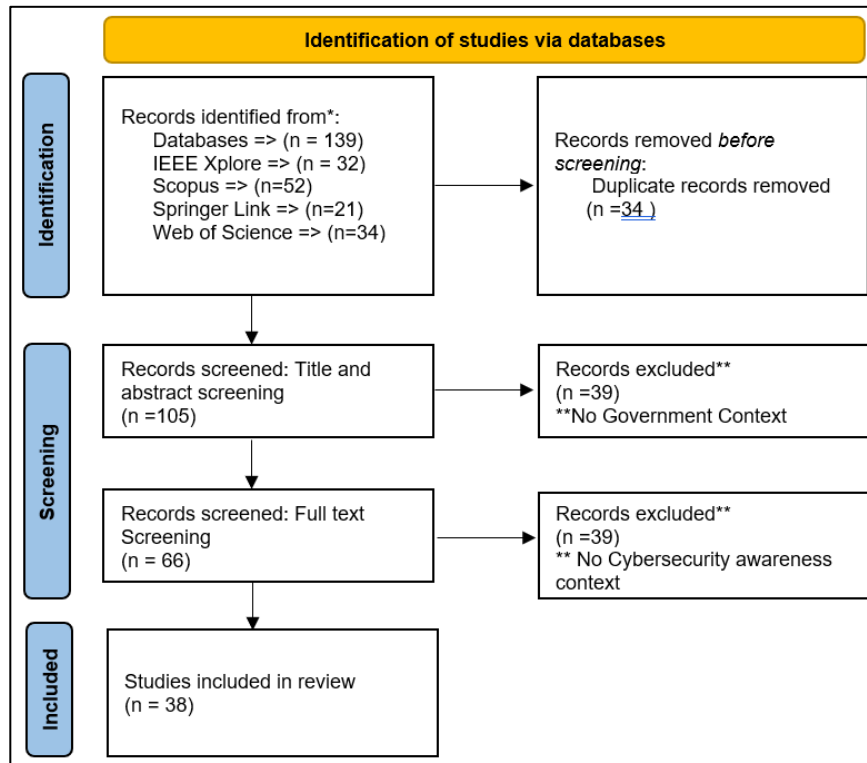 Identification of studies via databases
Identification
Records identified from*:
Databases => (n = 139)
IEEE Xplore => (n = 32)
Scopus => (n=52)
Springer Link => (n=21)
Web of Science => (n=34)
Records removed before
screening:
Duplicate records removed
(n =34 )
Screening
Records screened: Title and
abstract screening
(n =105)
Records excluded**
(n =39)
**No Government Context
Records screened: Full text
Screening
(n = 66)
Records excluded**
(n =39)
** No Cybersecurity awareness
context
Included
Studies included in review
(n = 38)